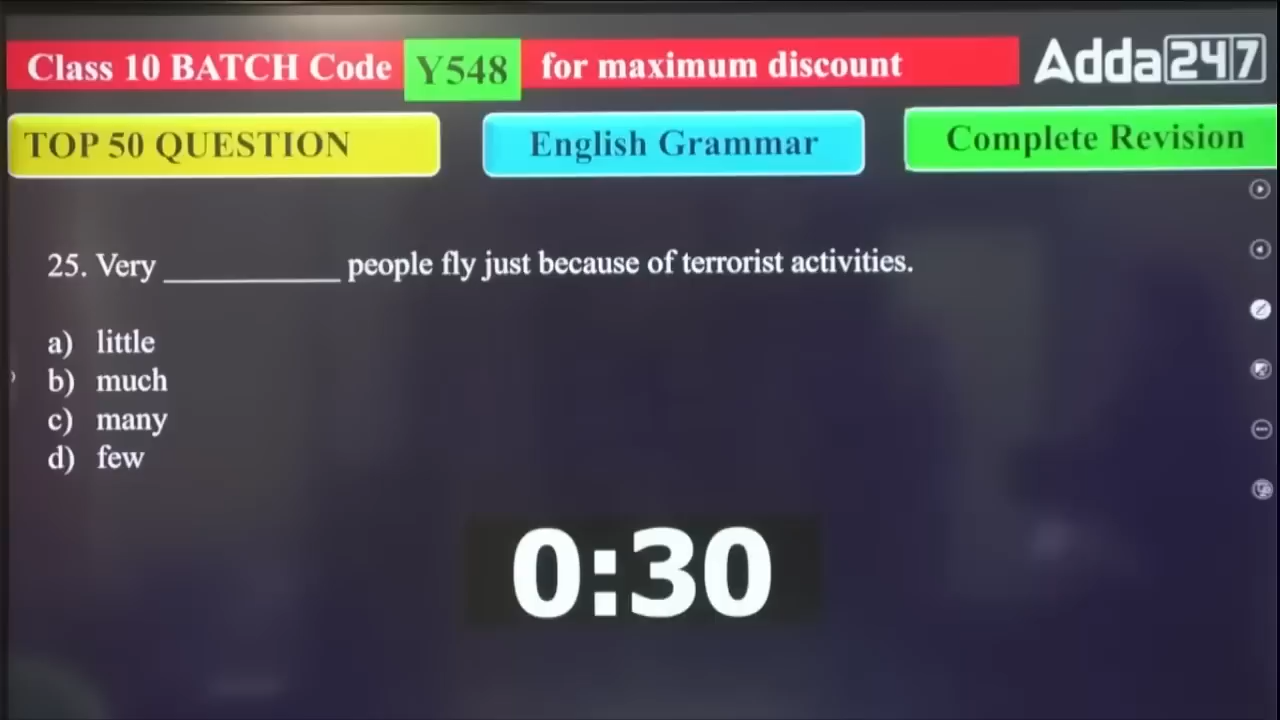 Class 10 BATCH Code Y548 for maximum discount
Adda247
TOP 50 QUESTION
English Grammar
Complete Revision
25. Very __________ people fly just because of terrorist activities.
a) little
b) much
c) many
d) few
0:30